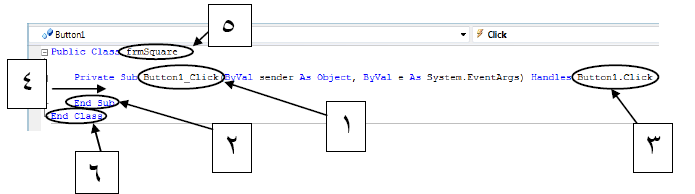 ٥
Button1 Click
Public Class frmSquare
٤
Private Sub Button1_Click(ByVal sender As Object, ByVal e As System.EventArgs) Handles Button1.Click
End Sub
End Class
٦ ٢ ١ ٣